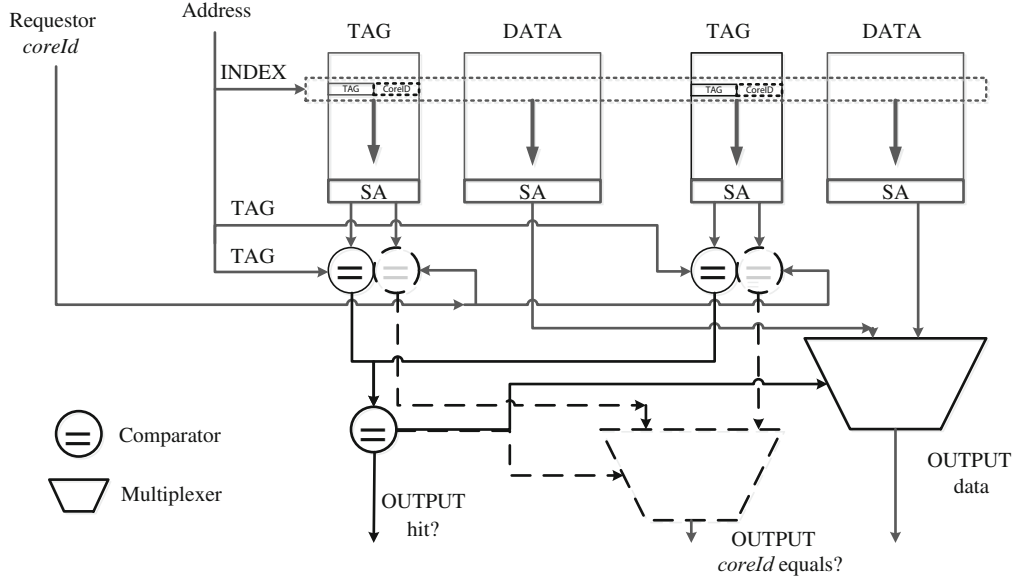 Requestor
coreId
Address
TAG
DATA
TAG
DATA
INDEX
TAG
CoreID
TAG
CoreID
SA
SA
SA
SA
TAG
TAG
Comparator
Multiplexer
OUTPUT
hit?
OUTPUT
coreId equals?
OUTPUT
data